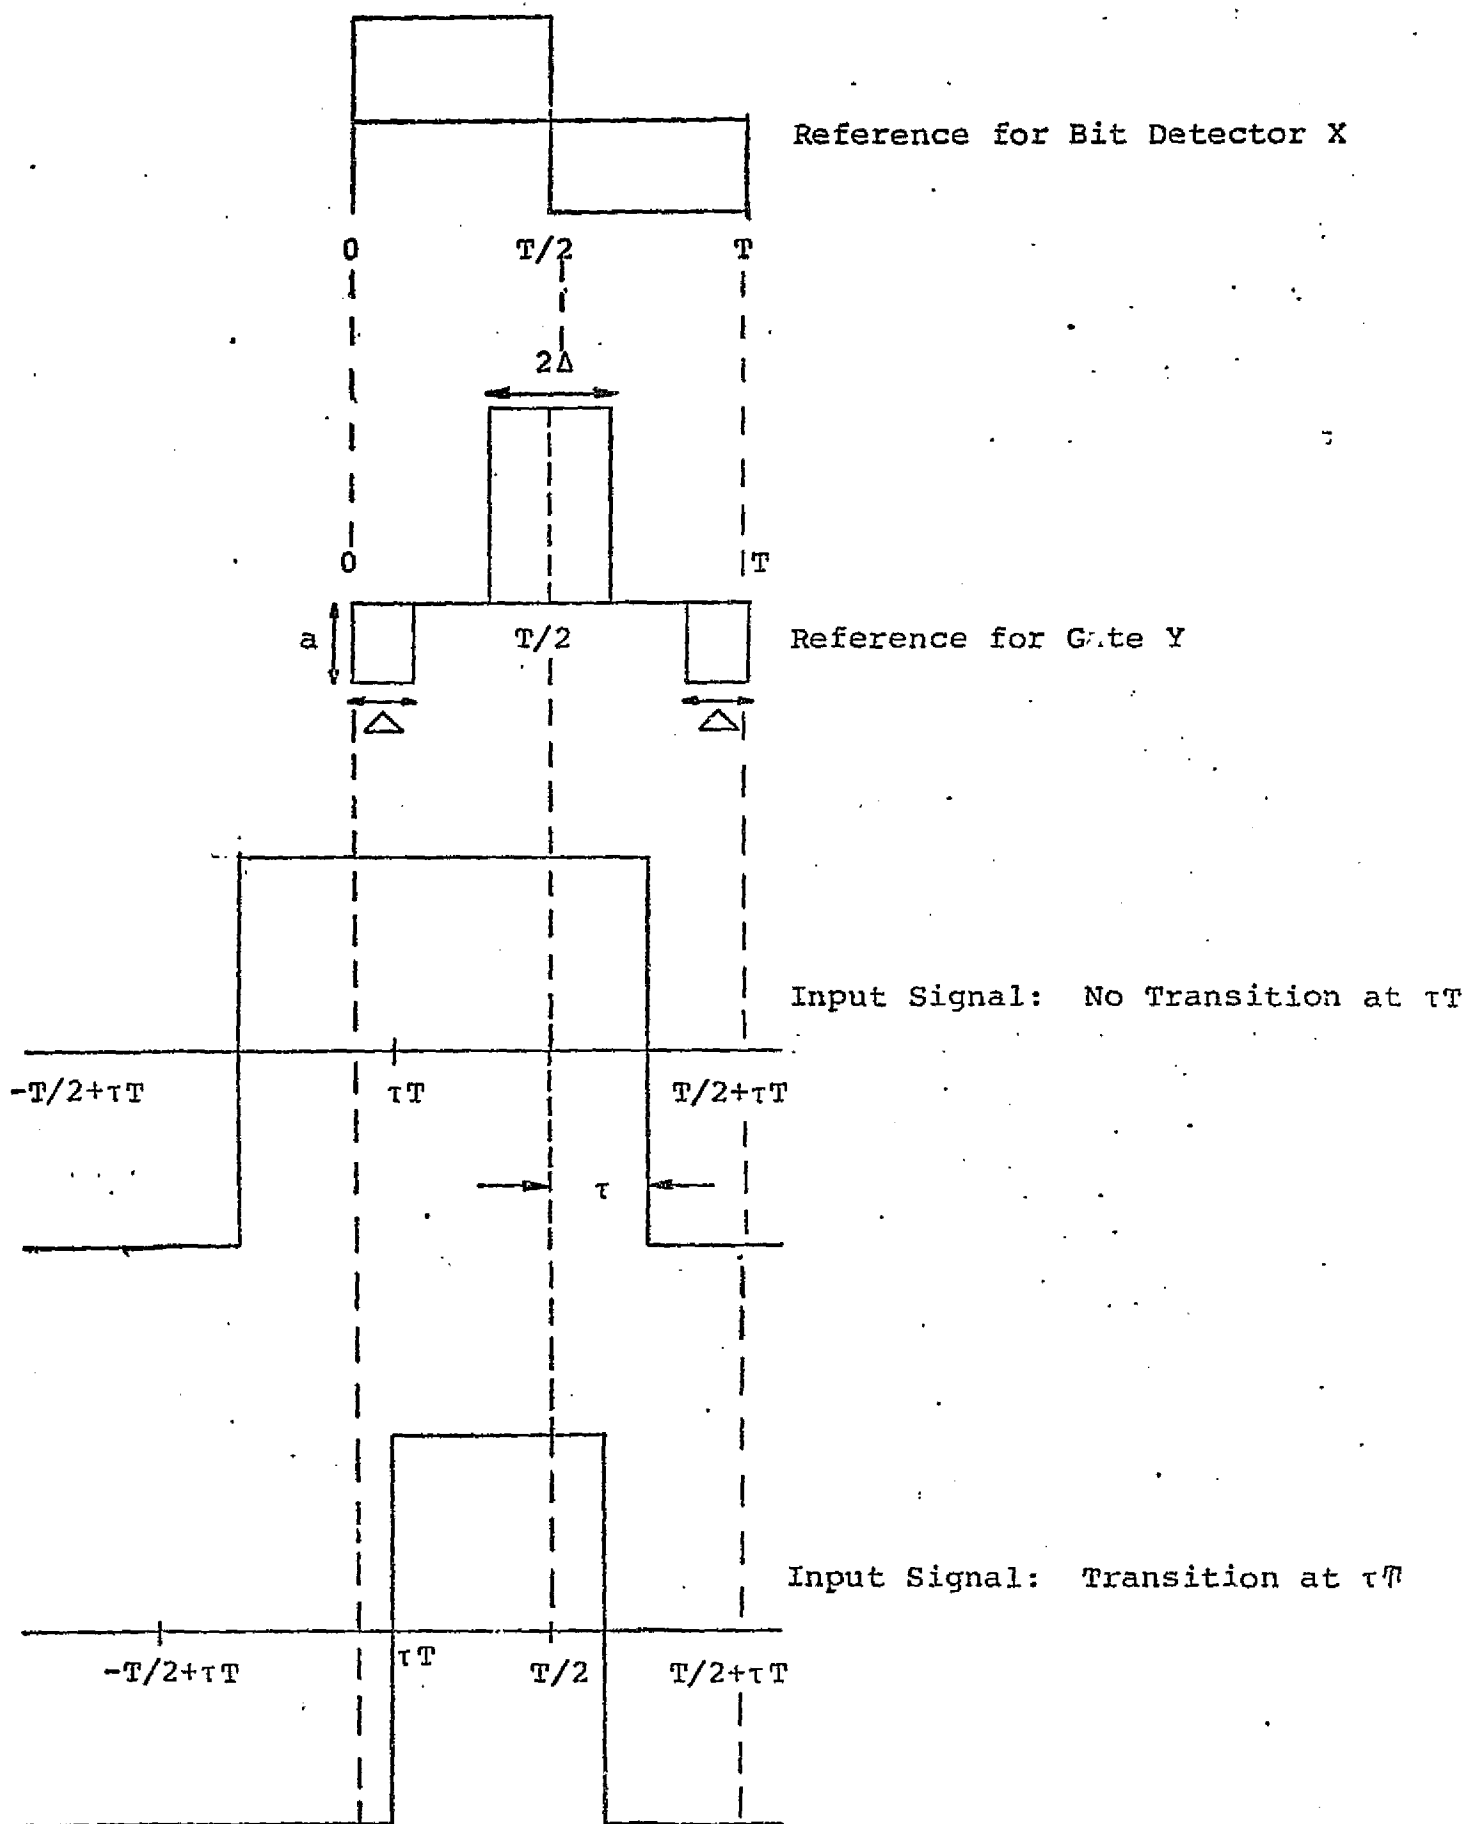 Reference for Bit Detector X
0 T/2 T
2Δ
0 T
a T/2 Reference for Gate Y
Δ Δ
Input Signal: No Transition at τT
-T/2+τT τT T/2+τT
τ
Input Signal: Transition at τT
-T/2+τT τT T/2 T/2+τT